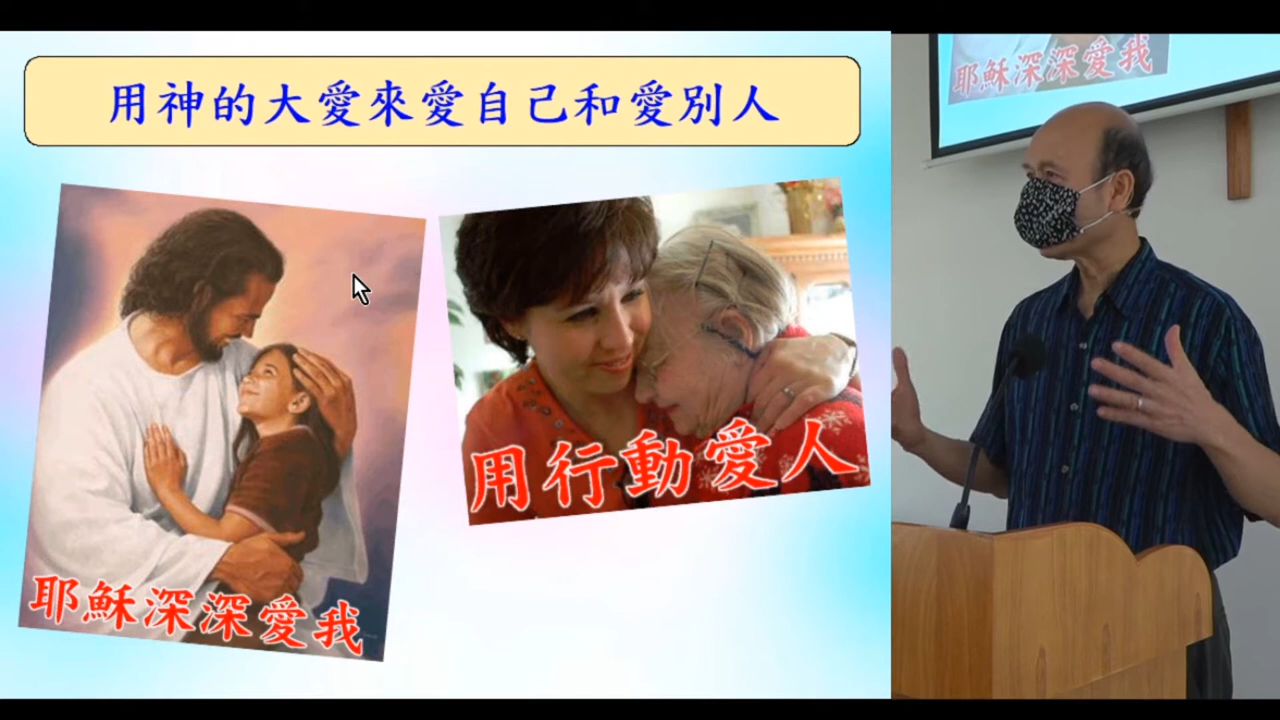 用神的大愛來愛自己和愛別人
用行動愛人
耶穌深深愛我
耶穌深深愛我